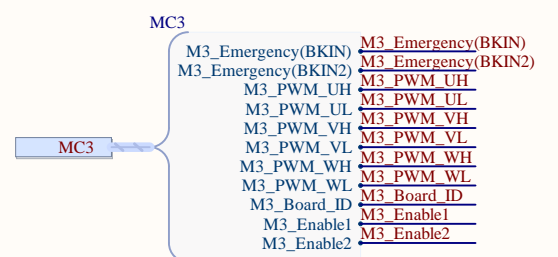 MC3
M3_Emergency(BKIN) M3_Emergency(BKIN)
M3_Emergency(BKIN2) M3_Emergency(BKIN2)
M3_PWM_UH M3_PWM_UH
M3_PWM_UL M3_PWM_UL
M3_PWM_VH M3_PWM_VH
MC3 M3_PWM_VL M3_PWM_VL
M3_PWM_WH M3_PWM_WH
M3_PWM_WL M3_PWM_WL
M3_Board_ID M3_Board_ID
M3_Enable1 M3_Enable1
M3_Enable2 M3_Enable2